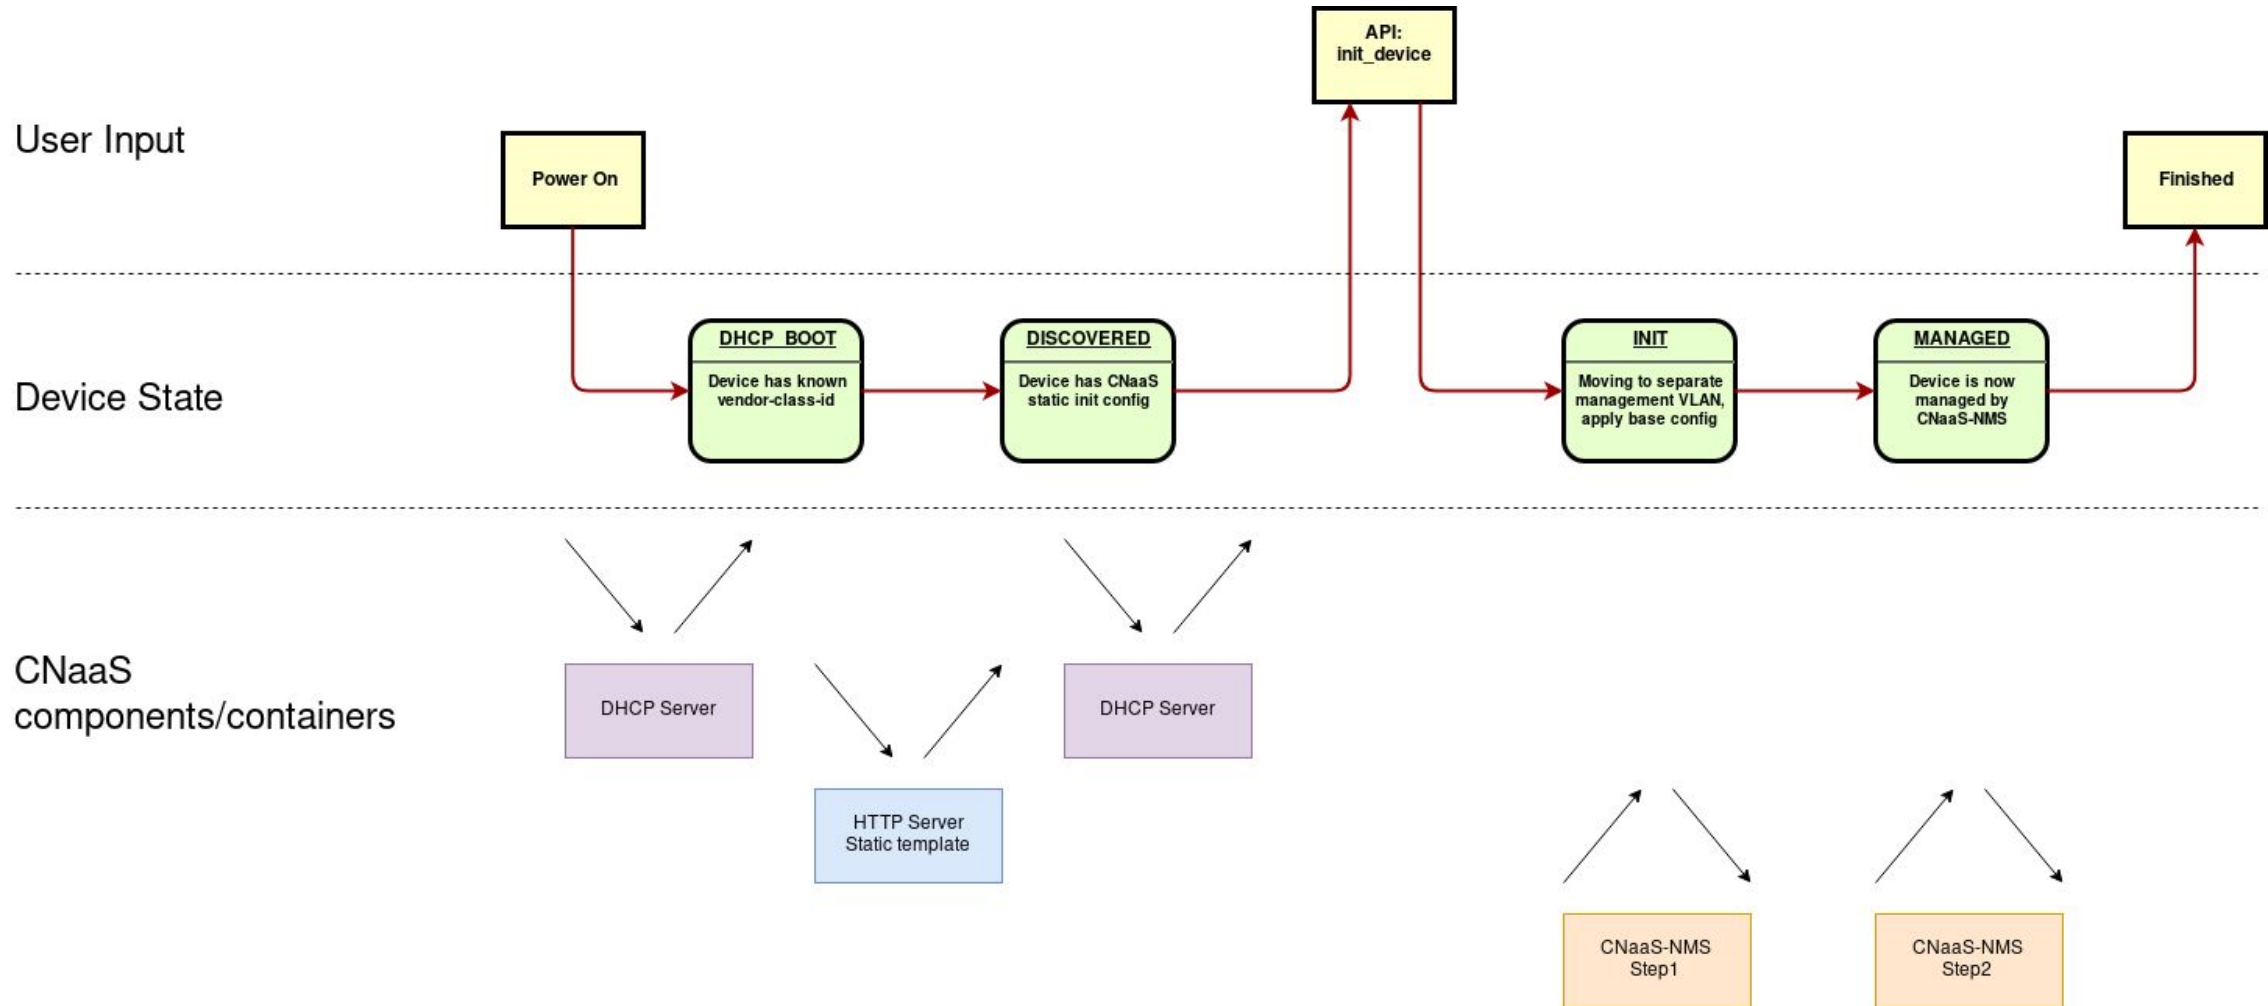 API:
init_device
User Input
Power On
Finished
DHCP_BOOT
Device has known
vendor-class-id
DISCOVERED
Device has CNaaS
static init config
INIT
Moving to separate
management VLAN,
apply base config
MANAGED
Device is now
managed by
CNaaS-NMS
Device State
CNaaS
components/containers
DHCP Server
DHCP Server
HTTP Server
Static template
CNaaS-NMS
Step1
CNaaS-NMS
Step2